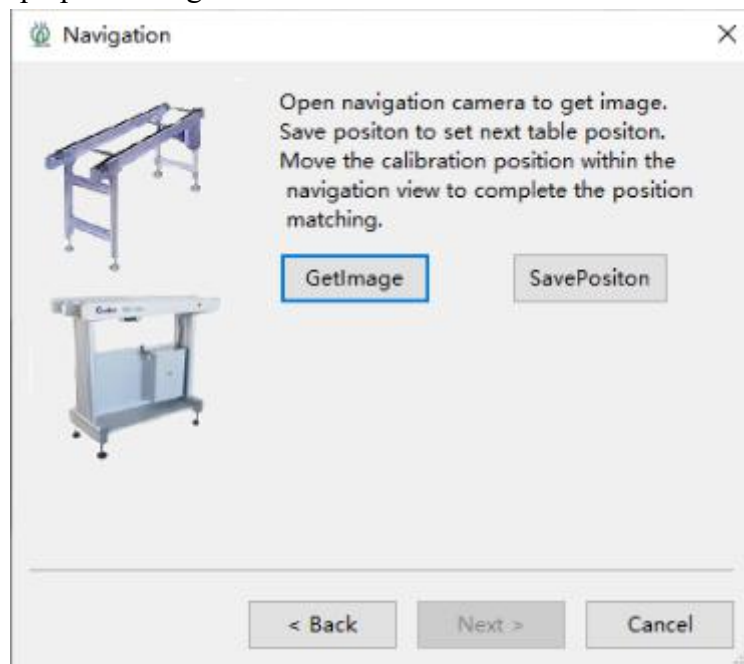 Navigation
Open navigation camera to get image.
Save positon to set next table positon.
Move the calibration position within the
navigation view to complete the position
matching.
GetImage
SavePositon
< Back
Next >
Cancel